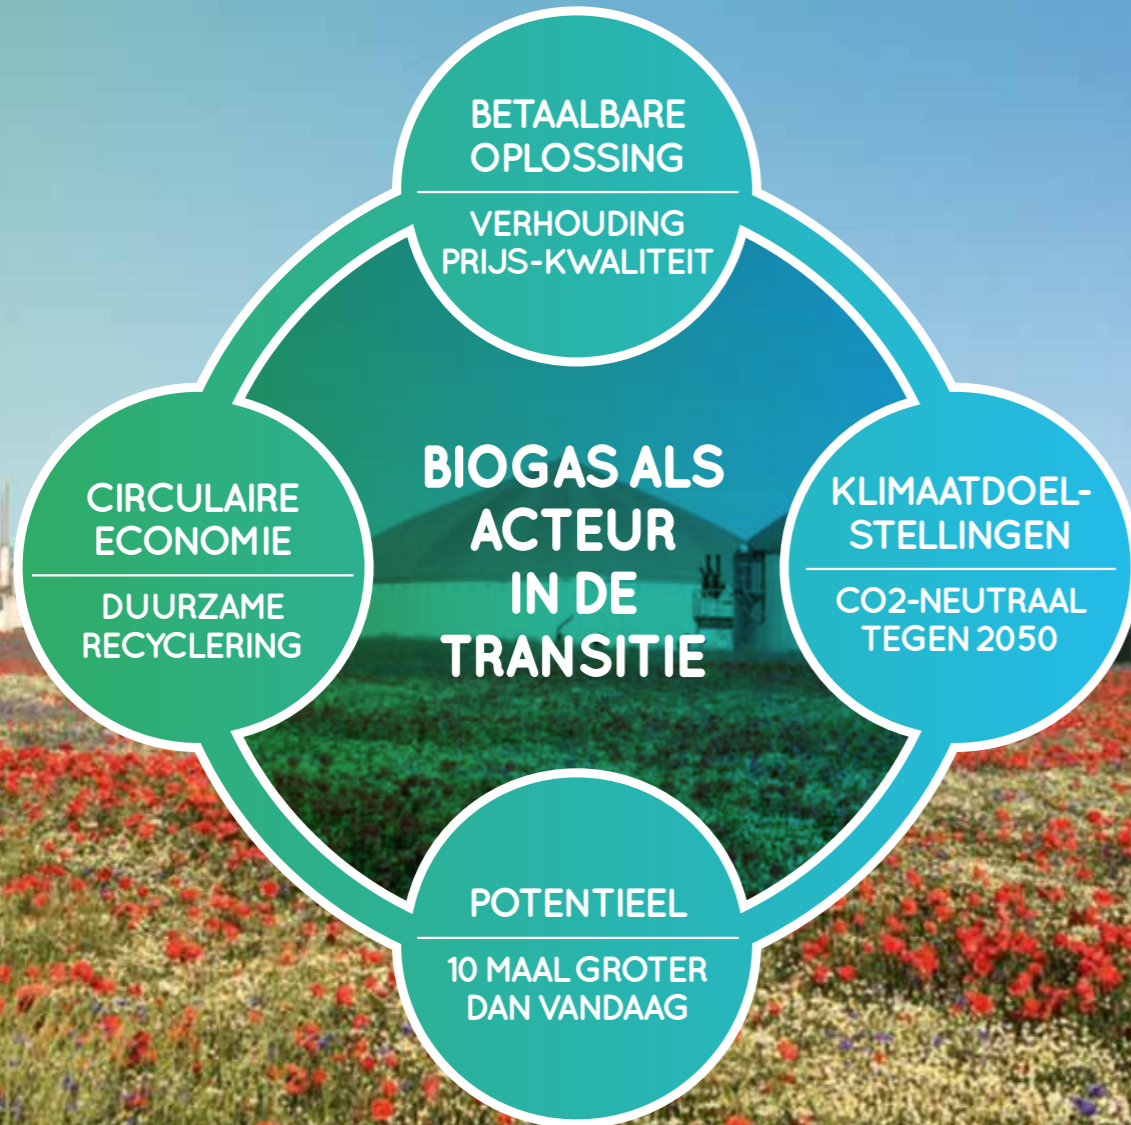 BETAALBARE
OPLOSSING
VERHOUDING
PRIJS-KWALITEIT
CIRCULAIRE
ECONOMIE
DUURZAME
RECYCLERING
BIOGAS ALS
ACTEUR
IN DE
TRANSITIE
KLIMAATDOEL-
STELLINGEN
CO2-NEUTRAAL
TEGEN 2050
POTENTIEEL
10 MAAL GROTER
DAN VANDAAG